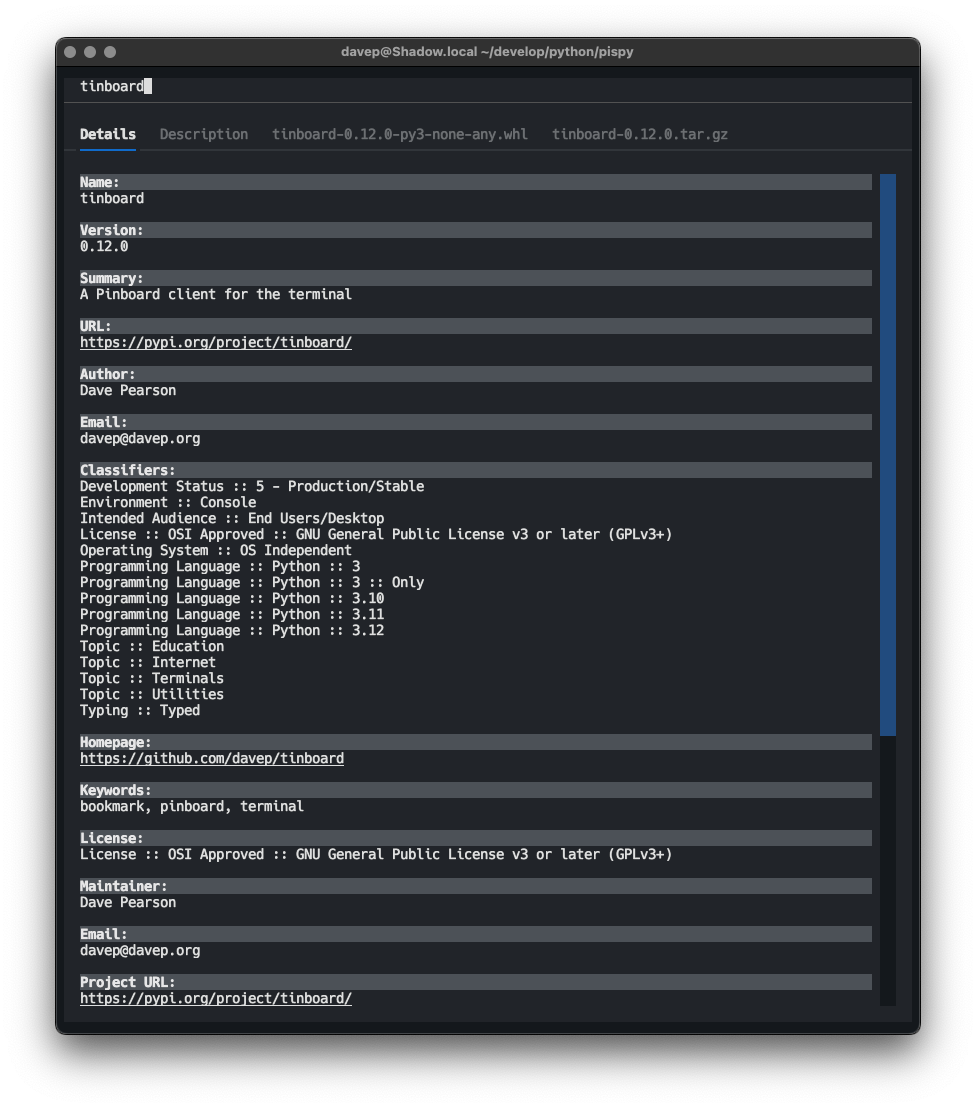 davep@Shadow.local ~/develop/python/pispy
tinboard
Details Description tinboard-0.12.0-py3-none-any.whl tinboard-0.12.0.tar.gz
Name:
tinboard
Version:
0.12.0
Summary:
A Pinboard client for the terminal
URL:
https://pypi.org/project/tinboard/
Author:
Dave Pearson
Email:
davep@davep.org
Classifiers:
Development Status :: 5 - Production/Stable
Environment :: Console
Intended Audience :: End Users/Desktop
License :: OSI Approved :: GNU General Public License v3 or later (GPLv3+)
Operating System :: OS Independent
Programming Language :: Python :: 3
Programming Language :: Python :: 3 :: Only
Programming Language :: Python :: 3.10
Programming Language :: Python :: 3.11
Programming Language :: Python :: 3.12
Topic :: Education
Topic :: Internet
Topic :: Terminals
Topic :: Utilities
Typing :: Typed
Homepage:
https://github.com/davep/tinboard
Keywords:
bookmark, pinboard, terminal
License:
License :: OSI Approved :: GNU General Public License v3 or later (GPLv3+)
Maintainer:
Dave Pearson
Email:
davep@davep.org
Project URL:
https://pypi.org/project/tinboard/